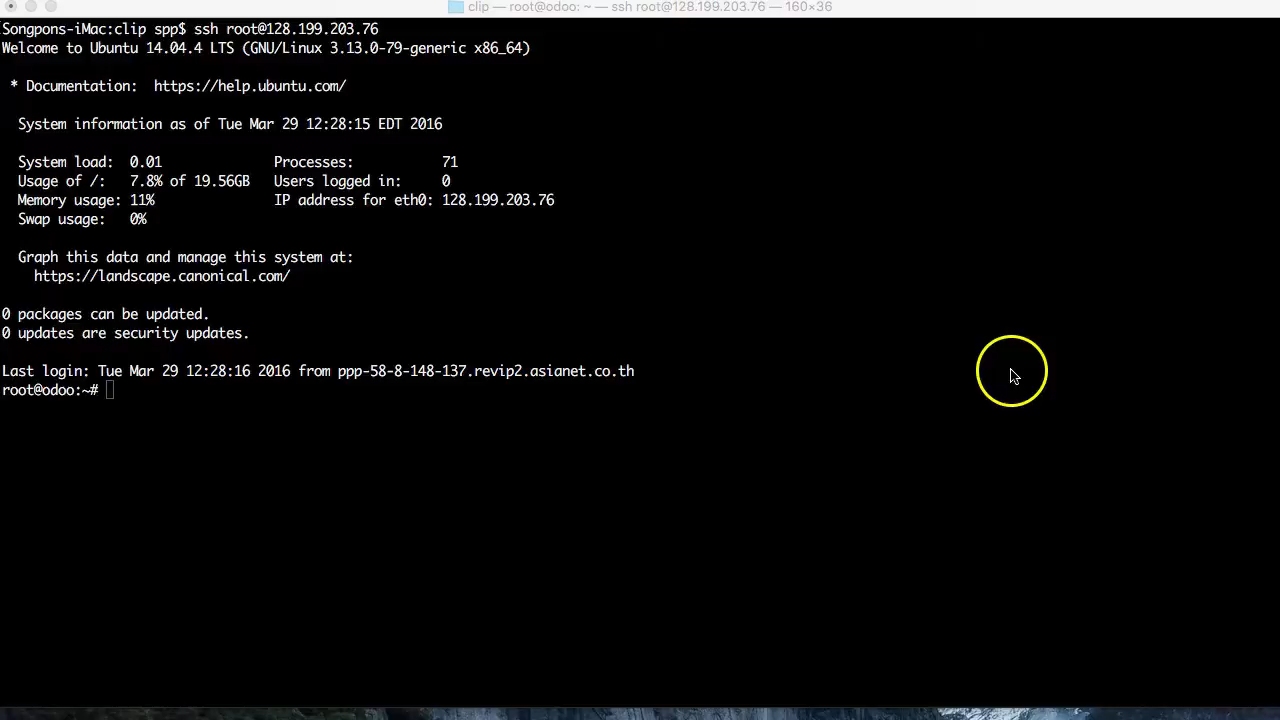 clip — root@odoo: ~ — ssh root@128.199.203.76 — 160×36
Songpons-iMac:clip spp$ ssh root@128.199.203.76
Welcome to Ubuntu 14.04.4 LTS (GNU/Linux 3.13.0-79-generic x86_64)
* Documentation:  https://help.ubuntu.com/
System information as of Tue Mar 29 12:28:15 EDT 2016
System load:  0.01              Processes:           71
Usage of /:   7.8% of 19.56GB   Users logged in:     0
Memory usage: 11%               IP address for eth0: 128.199.203.76
Swap usage:   0%
Graph this data and manage this system at:
https://landscape.canonical.com/
0 packages can be updated.
0 updates are security updates.
Last login: Tue Mar 29 12:28:16 2016 from ppp-58-8-148-137.revip2.asianet.co.th
root@odoo:~#